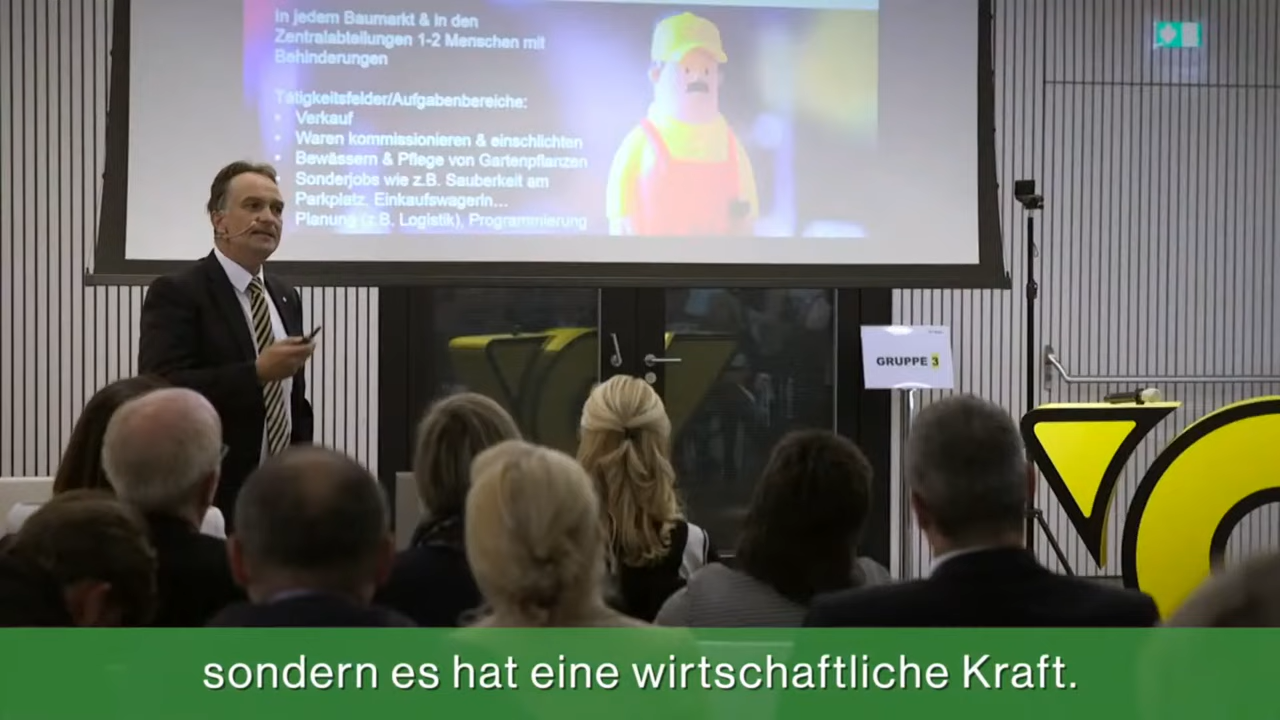 In jedem Baumarkt & in den
Zentralabteilungen 1-2 Menschen mit
Behinderungen
Tätigkeitsfelder/Aufgabenbereiche:
• Verkauf
• Waren kommissionieren & einschlichten
• Bewässern & Pflege von Gartenpflanzen
• Sonderjobs wie z.B. Sauberkeit am
Parkplatz, EinkaufswagerIn...
Planung (z.B. Logistik), Programmierung
GRUPPE 3
sondern es hat eine wirtschaftliche Kraft.